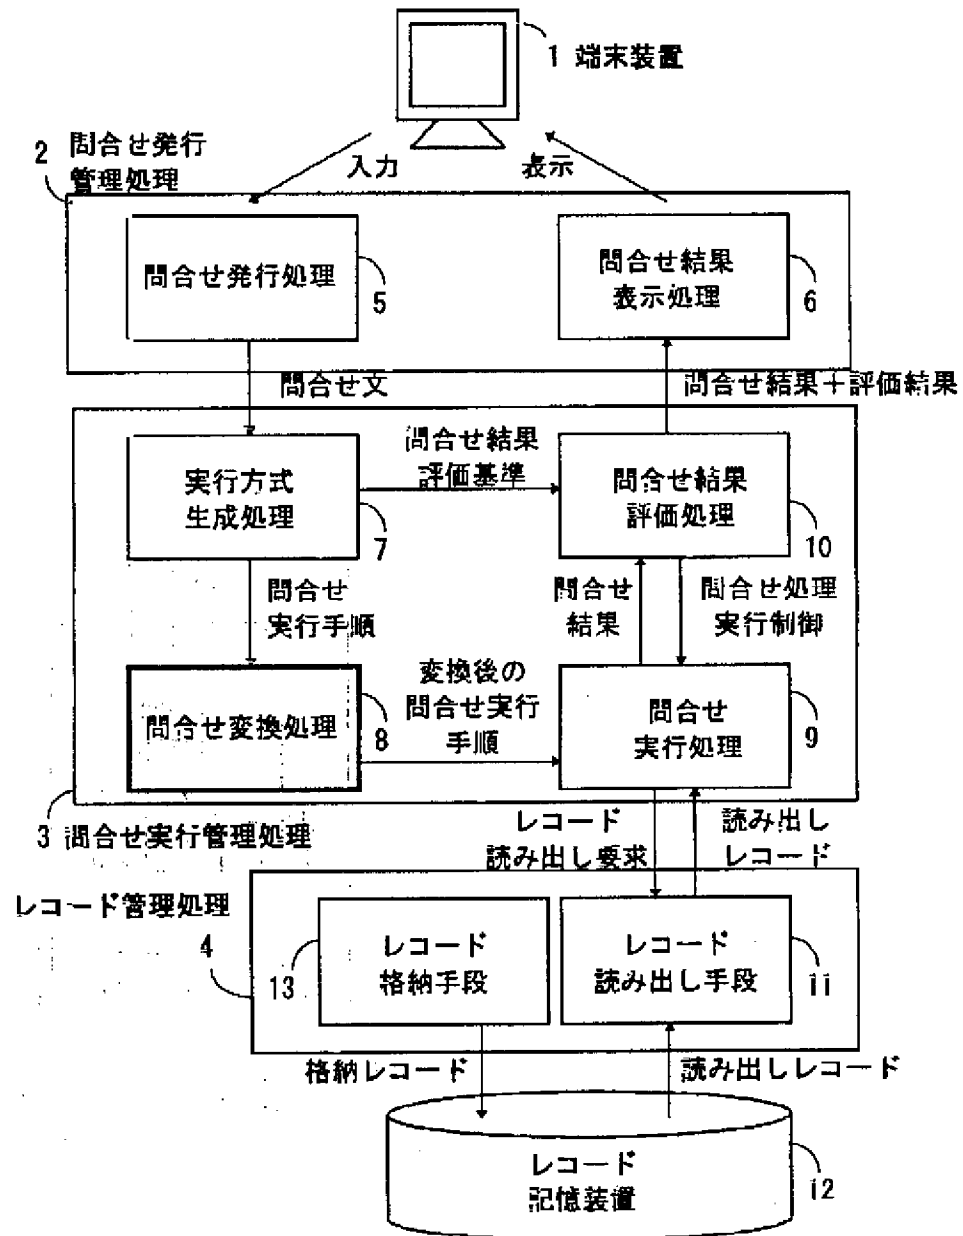 1 端末装置
2 問合せ発行
管理処理
入力
表示
問合せ発行処理
5
問合せ結果
表示処理
6
問合せ文
問合せ結果＋評価結果
実行方式
生成処理
7
問合せ結果
評価基準
問合せ結果
評価処理
10
問合せ
実行手順
問合せ
結果
問合せ処理
実行制御
問合せ変換処理
8
変換後の
問合せ実行
手順
問合せ
実行処理
9
3 問合せ実行管理処理
レコード
読み出し要求
読み出し
レコード
レコード管理処理
4
13
レコード
格納手段
レコード
読み出し手段
11
格納レコード
読み出しレコード
レコード
記憶装置
12